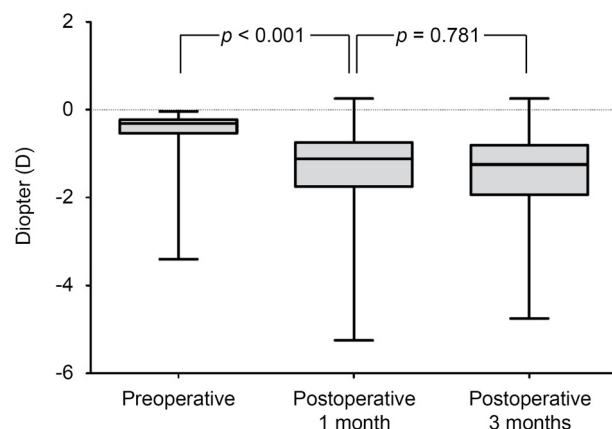 2
p < 0.001
p = 0.781
0
Diopter (D)
-2
-4
-6
Preoperative
Postoperative
1 month
Postoperative
3 months